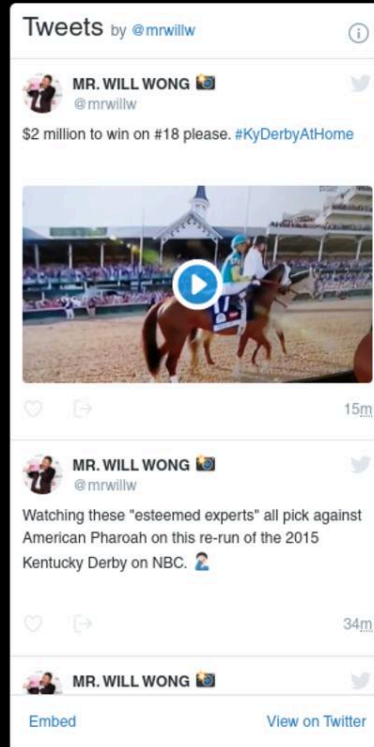 Tweets by @mrwillw
MR. WILL WONG
@mrwillw
$2 million to win on #18 please. #KyDerbyAtHome
15m
MR. WILL WONG
@mrwillw
Watching these "esteemed experts" all pick against
American Pharoah on this re-run of the 2015
Kentucky Derby on NBC.
34m
MR. WILL WONG
Embed
View on Twitter